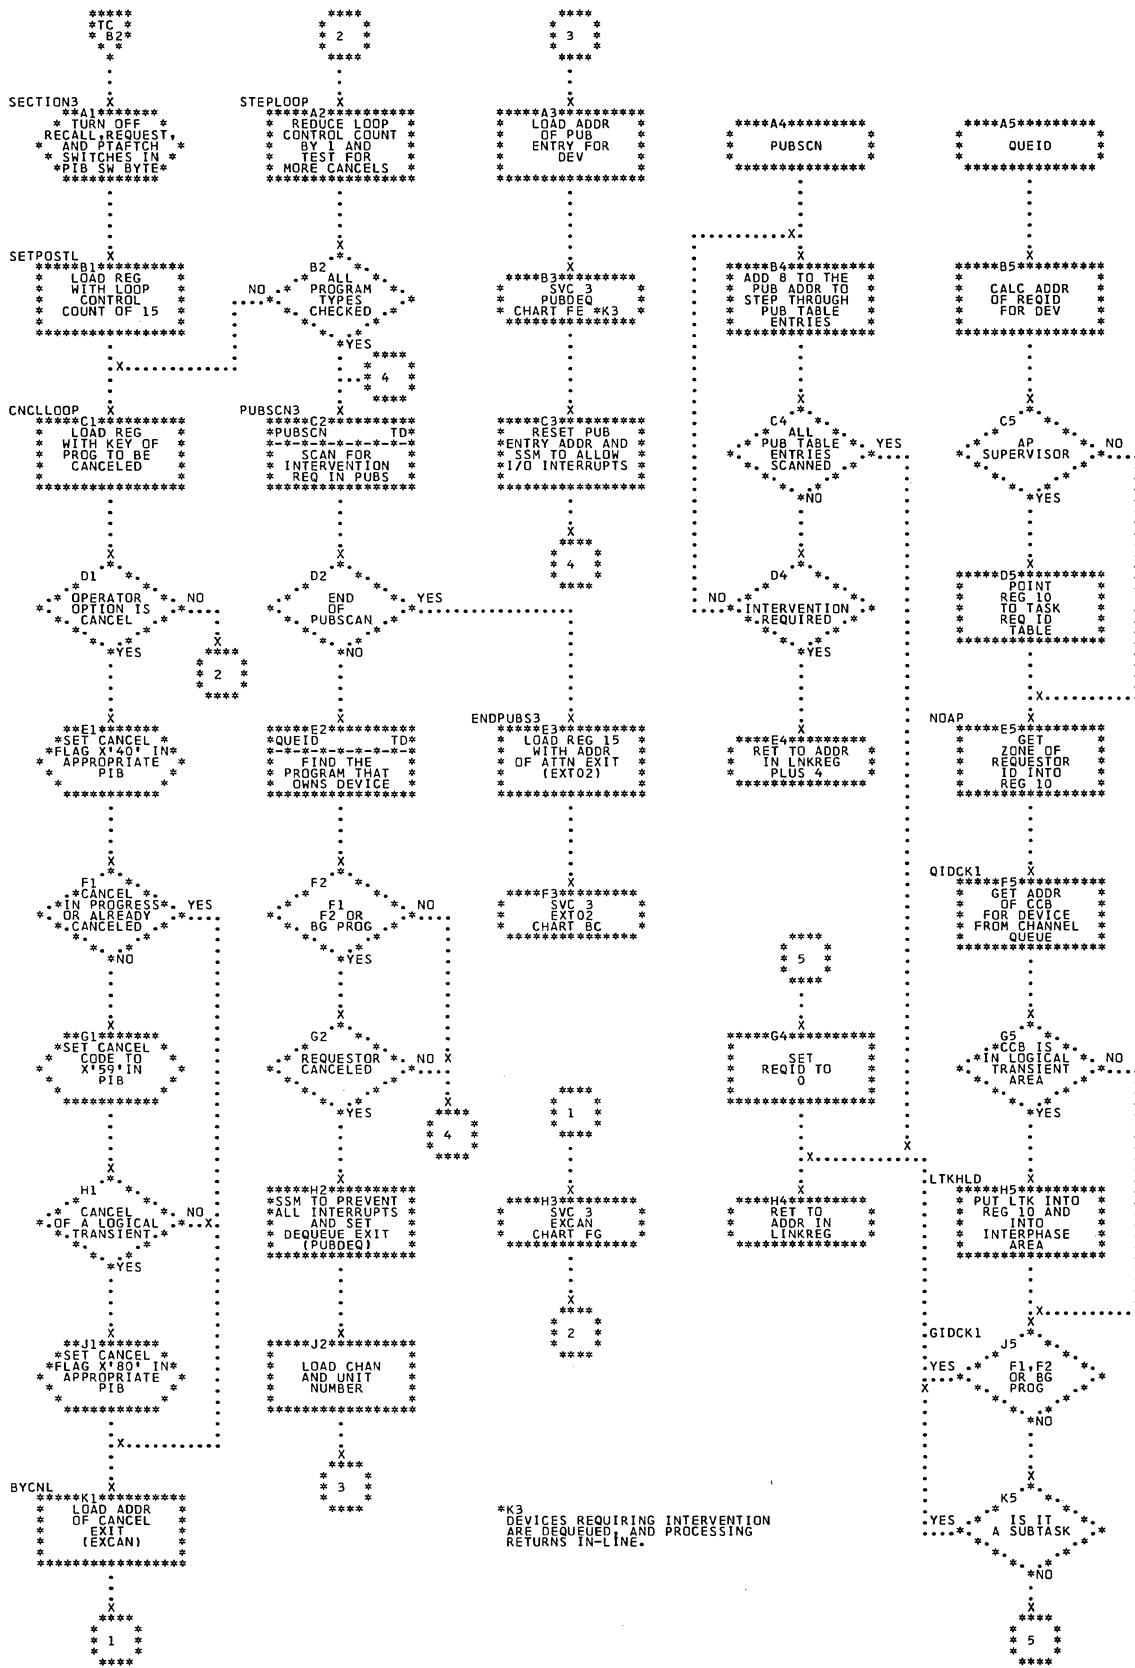 TC
B2
SECTION3
A1
TURN OFF
RECALL,REQUEST,
AND PTAFTCH
SWITCHES IN
PIB SW BYTE
SETPOSTL
B1
LOAD REG
WITH LOOP
CONTROL
COUNT OF 15
CNCLLOOP
C1
LOAD REG
WITH KEY OF
PROG TO BE
CANCELED
D1
OPERATOR
OPTION IS
CANCEL
NO
YES
2
E1
SET CANCEL
FLAG X'40' IN
APPROPRIATE
PIB
F1
CANCEL
IN PROGRESS
OR ALREADY
CANCELED
YES
NO
G1
SET CANCEL
CODE TO
X'59'IN
PIB
H1
CANCEL
OF A LOGICAL
TRANSIENT
NO
YES
J1
SET CANCEL
FLAG X'80' IN
APPROPRIATE
PIB
BYCNL
K1
LOAD ADDR
OF CANCEL
EXIT
(EXCAN)
1
2
STEPLOOP
A2
REDUCE LOOP
CONTROL COUNT
BY 1 AND
TEST FOR
MORE CANCELS
B2
ALL
PROGRAM
TYPES
CHECKED
NO
YES
4
PUBSCN3
C2
PUBSCN TD
SCAN FOR
INTERVENTION
REQ IN PUBS
D2
END
OF
PUBSCAN
YES
NO
E2
QUEID TD
FIND THE
PROGRAM THAT
OWNS DEVICE
F2
F1
F2 OR
BG PROG
NO
YES
G2
REQUESTOR
CANCELED
NO
YES
4
H2
SSM TO PREVENT
ALL INTERRUPTS
AND SET
DEQUEUE EXIT
(PUBDEQ)
J2
LOAD CHAN
AND UNIT
NUMBER
3
3
A3
LOAD ADDR
OF PUB
ENTRY FOR
DEV
B3
SVC 3
PUBDEQ
CHART FE *K3
C3
RESET PUB
ENTRY ADDR AND
SSM TO ALLOW
I/O INTERRUPTS
4
ENDPUBS3
E3
LOAD REG 15
WITH ADDR
OF ATTN EXIT
(EXT02)
F3
SVC 3
EXT02
CHART BC
1
H3
SVC 3
EXCAN
CHART FG
2
*K3
DEVICES REQUIRING INTERVENTION
ARE DEQUEUED, AND PROCESSING
RETURNS IN-LINE.
A4
PUBSCN
B4
ADD 8 TO THE
PUB ADDR TO
STEP THROUGH
PUB TABLE
ENTRIES
C4
ALL
PUB TABLE
ENTRIES
SCANNED
YES
NO
D4
INTERVENTION
REQUIRED
NO
YES
E4
RET TO ADDR
IN LNKREG
PLUS 4
5
G4
SET
REQID TO
0
H4
RET TO
ADDR IN
LINKREG
A5
QUEID
B5
CALC ADDR
OF REQID
FOR DEV
C5
AP
SUPERVISOR
NO
YES
D5
POINT
REG 10
TO TASK
REQ ID
TABLE
NOAP
E5
GET
ZONE OF
REQUESTOR
ID INTO
REG 10
QIDCK1
F5
GET ADDR
OF CCB
FOR DEVICE
FROM CHANNEL
QUEUE
G5
CCB IS
IN LOGICAL
TRANSIENT
AREA
NO
YES
LTKHLD
H5
PUT LTK INTO
REG 10 AND
INTO
INTERPHASE
AREA
GIDCK1
J5
F1,F2
OR BG
PROG
YES
NO
K5
IS IT
A SUBTASK
YES
NO
5